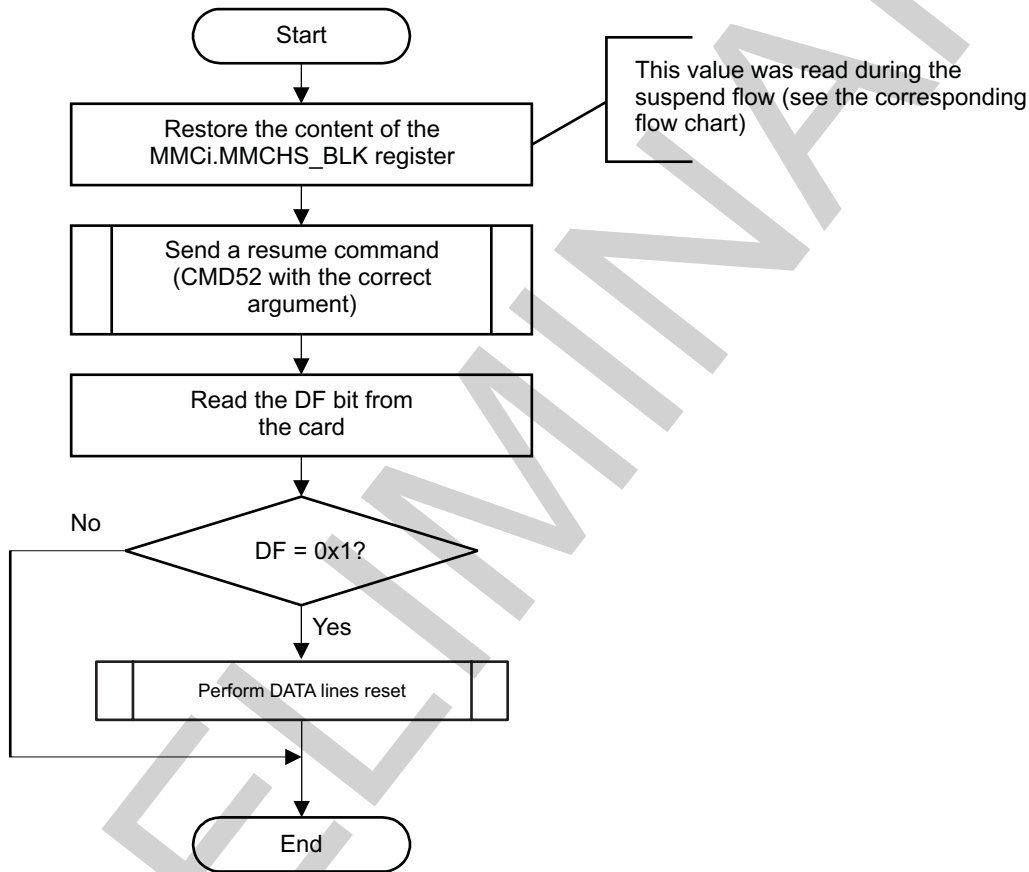 Start
This value was read during the
suspend flow (see the corresponding
flow chart)
Restore the content of the
MMCi.MMCHS_BLK register
Send a resume command
(CMD52 with the correct
argument)
Read the DF bit from
the card
No
DF = 0x1?
Yes
Perform DATA lines reset
End
ELIMINA